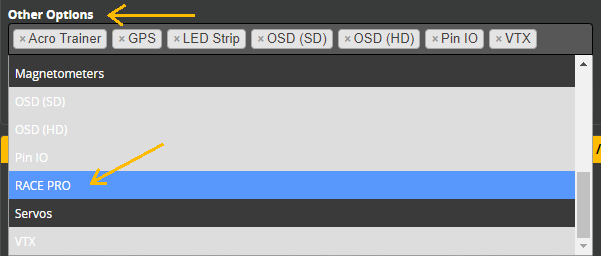 Other Options
×Acro Trainer ×GPS ×LED Strip ×OSD (SD) ×OSD (HD) ×Pin IO ×VTX
Magnetometers
OSD (SD)
OSD (HD)
Pin IO
/
RACE PRO
Servos
VTX